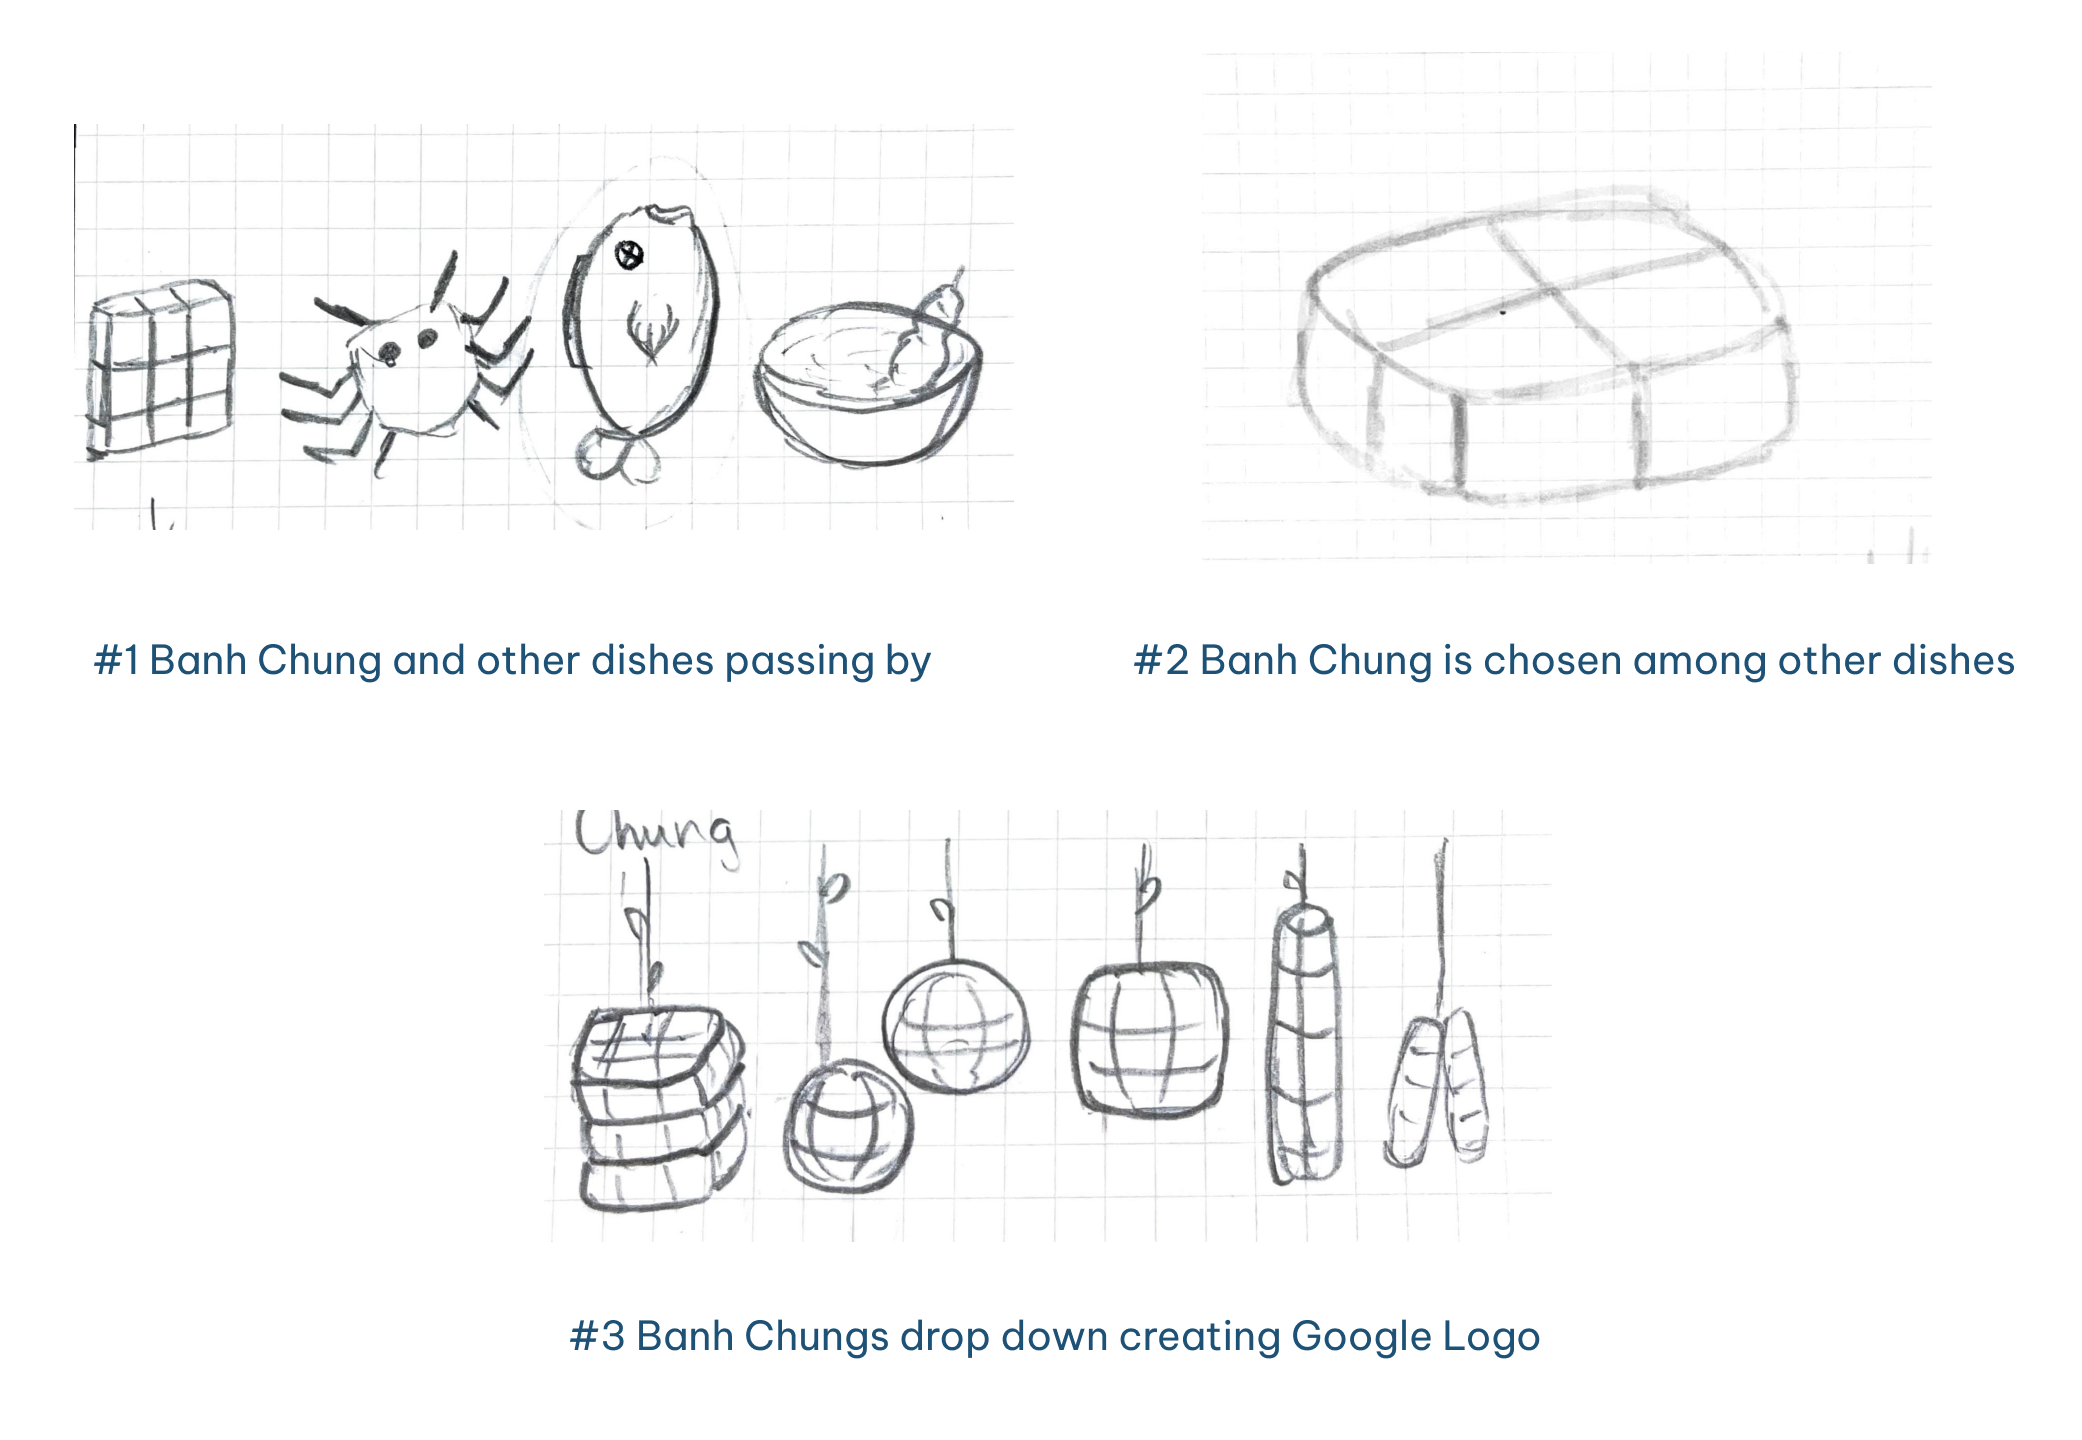 #1 Banh Chung and other dishes passing by
#2 Banh Chung is chosen among other dishes
Chung
#3 Banh Chungs drop down creating Google Logo